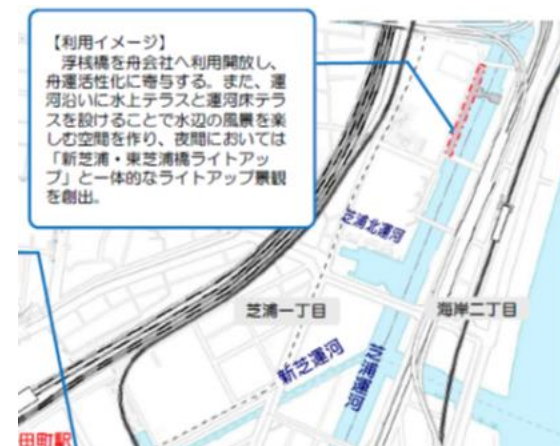 【利用イメージ】
浮桟橋を舟会社へ利用開放し、
舟運活性化に寄与する。また、運
河沿いに水上テラスと運河床テラ
スを設けることで水辺の風景を楽
しむ空間を作り、夜間においては
「新芝浦・東芝浦橋ライトアッ
プ」と一体的なライトアップ景観
を創出。
芝浦北運河
芝浦一丁目
海岸二丁目
新芝運河
芝浦運河
田町駅